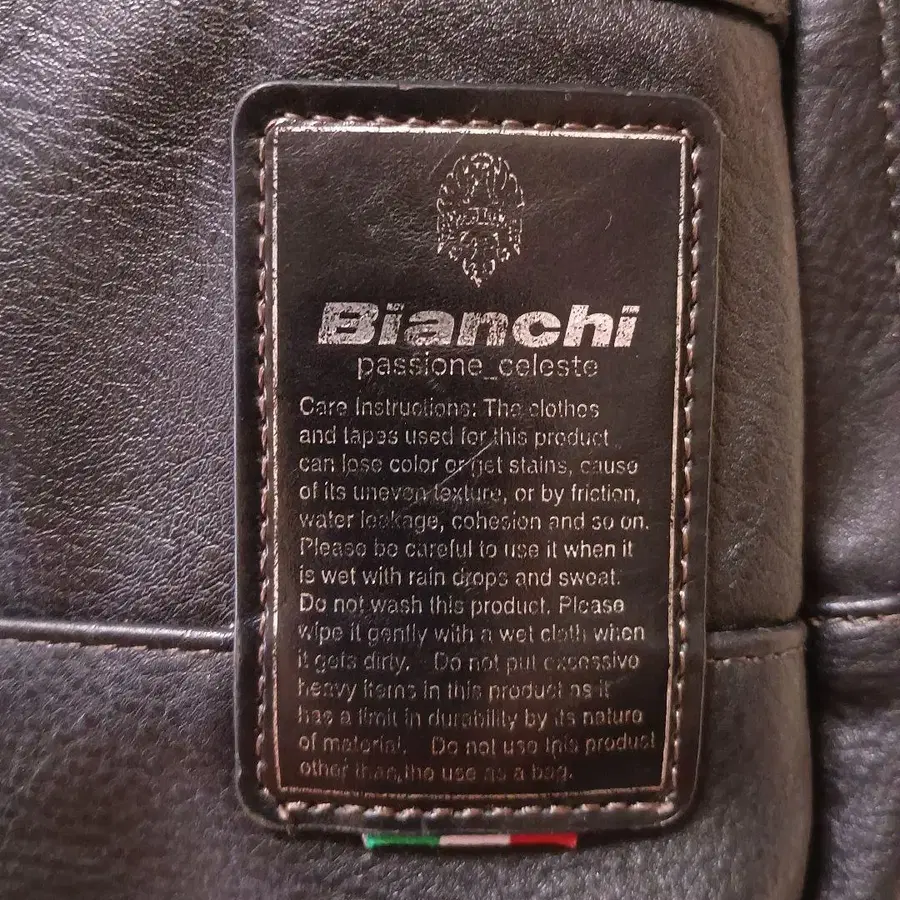 Bianchi
passione_celeste
Care Instructions: The clothes
and tapes used for this product
can lose color or get stains, cause
of its uneven texture, or by friction,
water leakage, cohesion and so on.
Please be careful to use it when it
is wet with rain drops and sweat.
Do not wash this product. Please
wipe it gently with a wet cloth when
it gets dirty. Do not put excessive
heavy items in this product as it
has a limit in durability by its nature
of material. Do not use this product
other than the use as a bag.